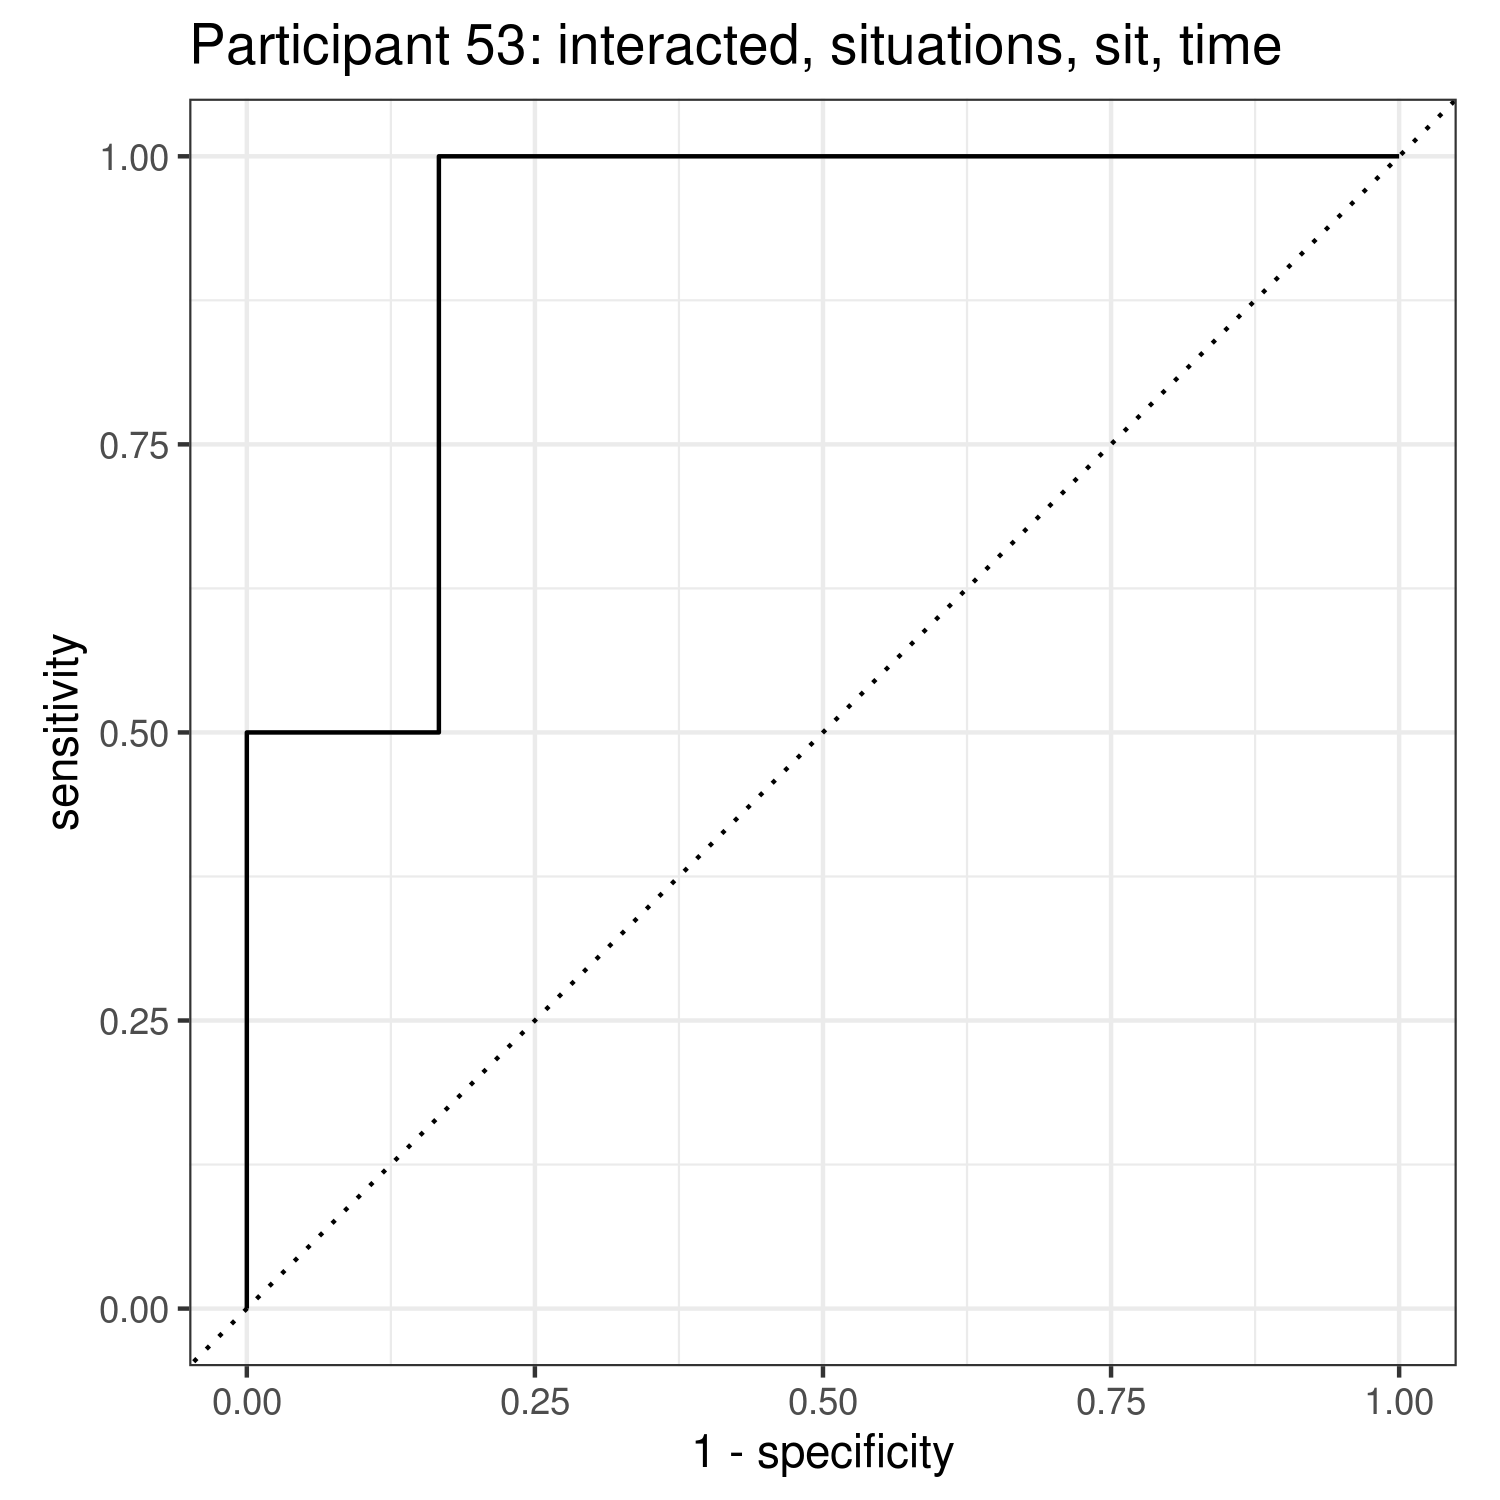 Participant 53: interacted, situations, sit, time
1.00
0.75
0.50
0.25
0.00
sensitivity
0.00 0.25 0.50 0.75 1.00
1 - specificity